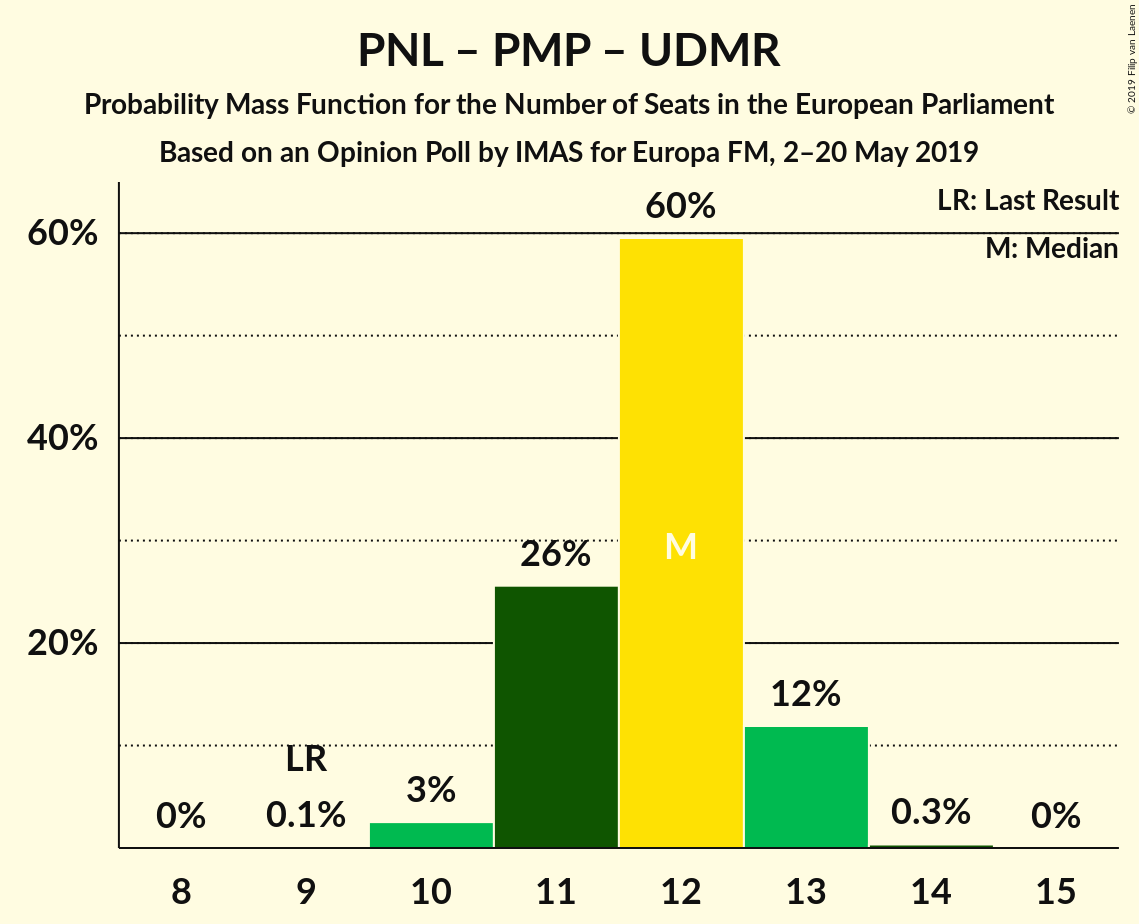 PNL – PMP – UDMR
Probability Mass Function for the Number of Seats in the European Parliament
Based on an Opinion Poll by IMAS for Europa FM, 2–20 May 2019
© 2019 Filip van Laenen
LR: Last Result
M: Median
60%
40%
20%
0%
LR
0.1%
3%
26%
60%
M
12%
0.3%
0%
8 9 10 11 12 13 14 15